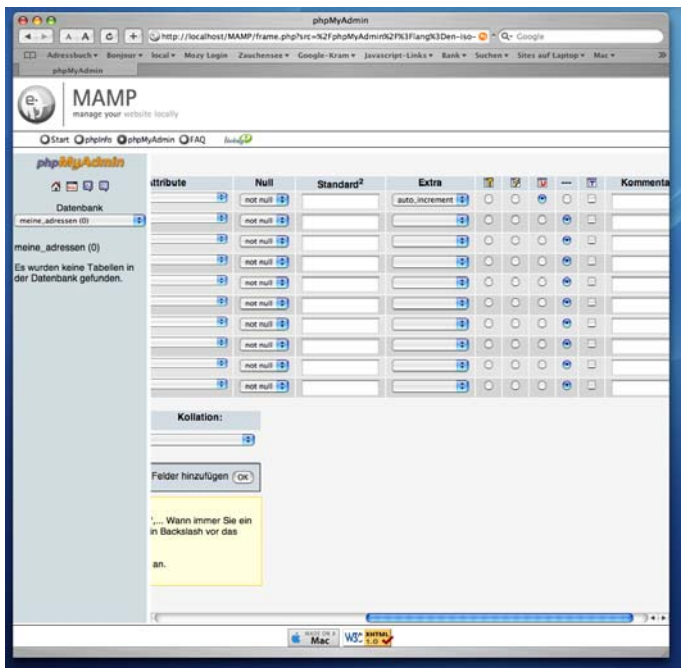 phpMyAdmin
A A C +
http://localhost/MAMP/frame.php?src=%2FphpMyAdmin%2F%3Flang%3Den-iso-
Google
Adressbuch Bonjour local Mozy Login Zauchensee Google-Kram Javascript-Links Bank Suchen Sites auf Laptop Mac
phpMyAdmin
MAMP
manage your website locally
Start phpInfo phpMyAdmin FAQ
phpMyAdmin
Datenbank
meine_adressen (0)
meine_adressen (0)
Es wurden keine Tabellen in
der Datenbank gefunden.
ttribute Null Standard2 Extra --- Kommenta
not null auto_increment
not null
not null
not null
not null
not null
not null
not null
not null
not null
Kollation:
Felder hinzufügen OK
',... Wann immer Sie ein
in Backslash vor das
an.
MADE ON A
Mac
W3C XHTML
1.0